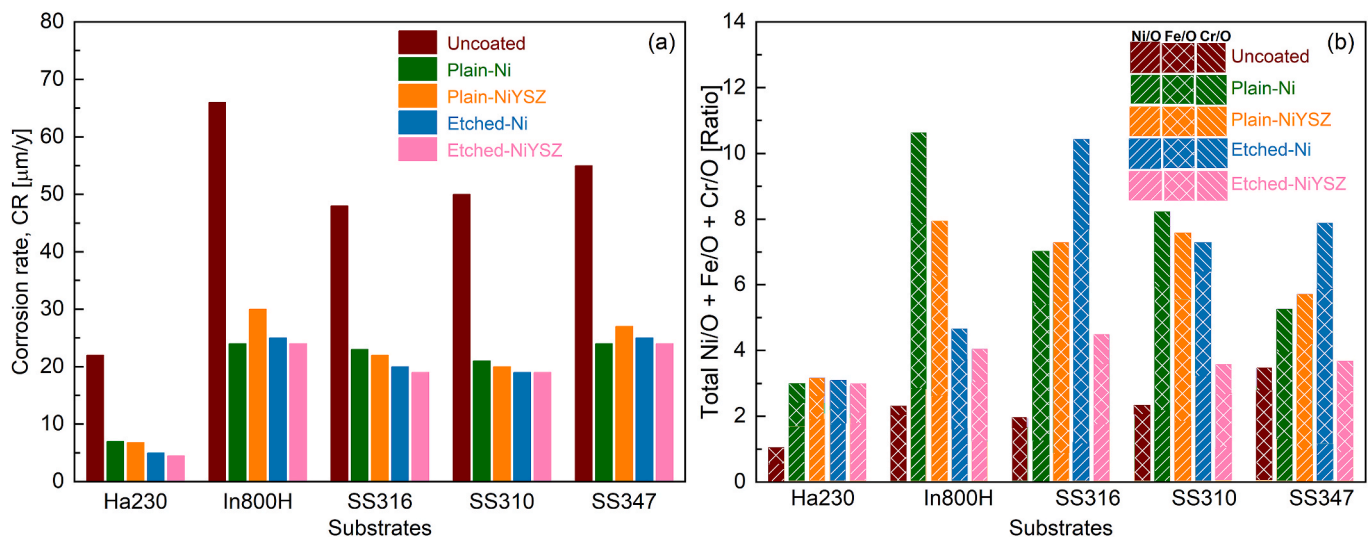 80
70
60
50
40
30
20
10
0
Corrosion rate, CR [μm/y]
(a)
Uncoated
Plain-Ni
Plain-NiYSZ
Etched-Ni
Etched-NiYSZ
Ha230 In800H SS316 SS310 SS347
Substrates
14
12
10
8
6
4
2
0
Total Ni/O + Fe/O + Cr/O [Ratio]
(b)
Ni/O Fe/O Cr/O
Uncoated
Plain-Ni
Plain-NiYSZ
Etched-Ni
Etched-NiYSZ
Ha230 In800H SS316 SS310 SS347
Substrates